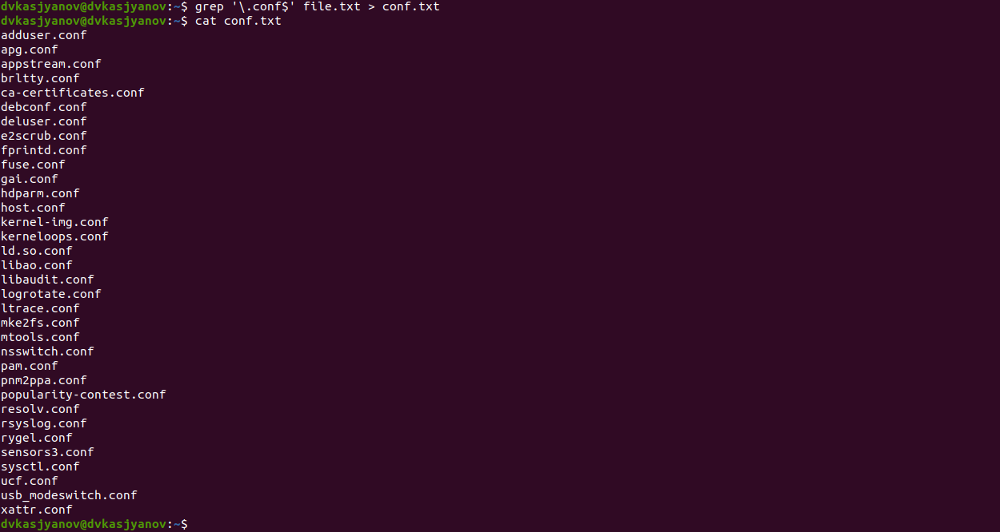 dvkasjyanov@dvkasjyanov:~$ grep '\.conf$' file.txt > conf.txt
dvkasjyanov@dvkasjyanov:~$ cat conf.txt
adduser.conf
apg.conf
appstream.conf
brltty.conf
ca-certificates.conf
debconf.conf
deluser.conf
e2scrub.conf
fprintd.conf
fuse.conf
gai.conf
hdparm.conf
host.conf
kernel-img.conf
kerneloops.conf
ld.so.conf
libao.conf
libaudit.conf
logrotate.conf
ltrace.conf
mke2fs.conf
mtools.conf
nsswitch.conf
pam.conf
pnm2ppa.conf
popularity-contest.conf
resolv.conf
rsyslog.conf
rygel.conf
sensors3.conf
sysctl.conf
ucf.conf
usb_modeswitch.conf
xattr.conf
dvkasjyanov@dvkasjyanov:~$